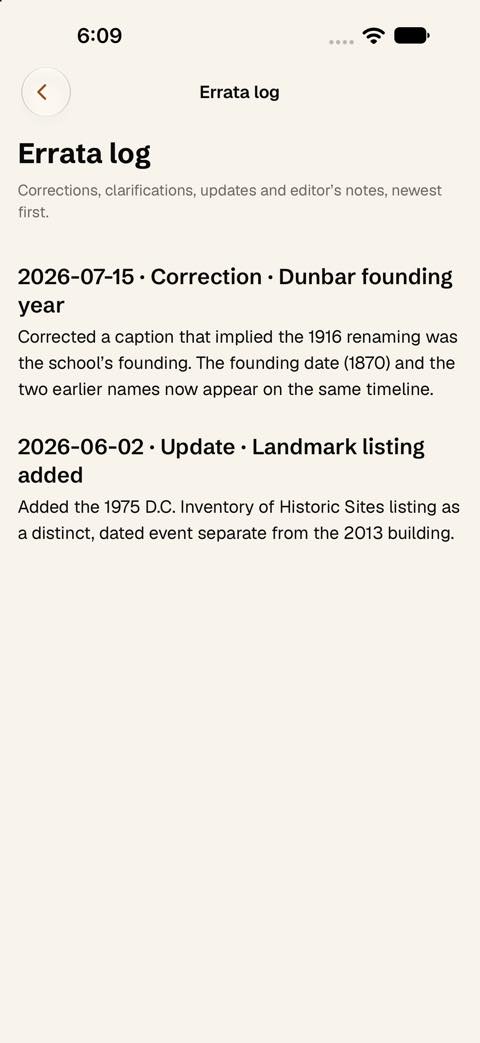 6:09
Errata log
Errata log
Corrections, clarifications, updates and editor’s notes, newest
first.
2026-07-15 · Correction · Dunbar founding
year
Corrected a caption that implied the 1916 renaming was
the school’s founding. The founding date (1870) and the
two earlier names now appear on the same timeline.
2026-06-02 · Update · Landmark listing
added
Added the 1975 D.C. Inventory of Historic Sites listing as
a distinct, dated event separate from the 2013 building.